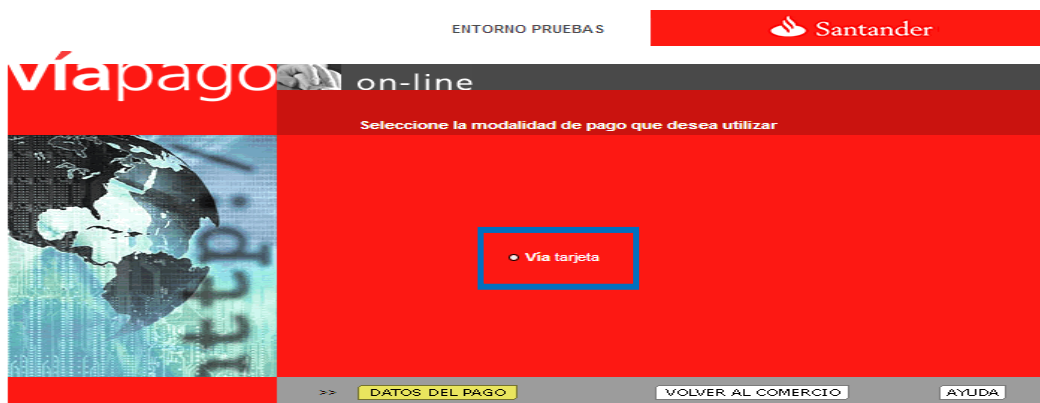 ENTORNO PRUEBAS
Santander
víapago
on-line
Seleccione la modalidad de pago que desea utilizar
http:/
Vía tarjeta
>> DATOS DEL PAGO VOLVER AL COMERCIO AYUDA